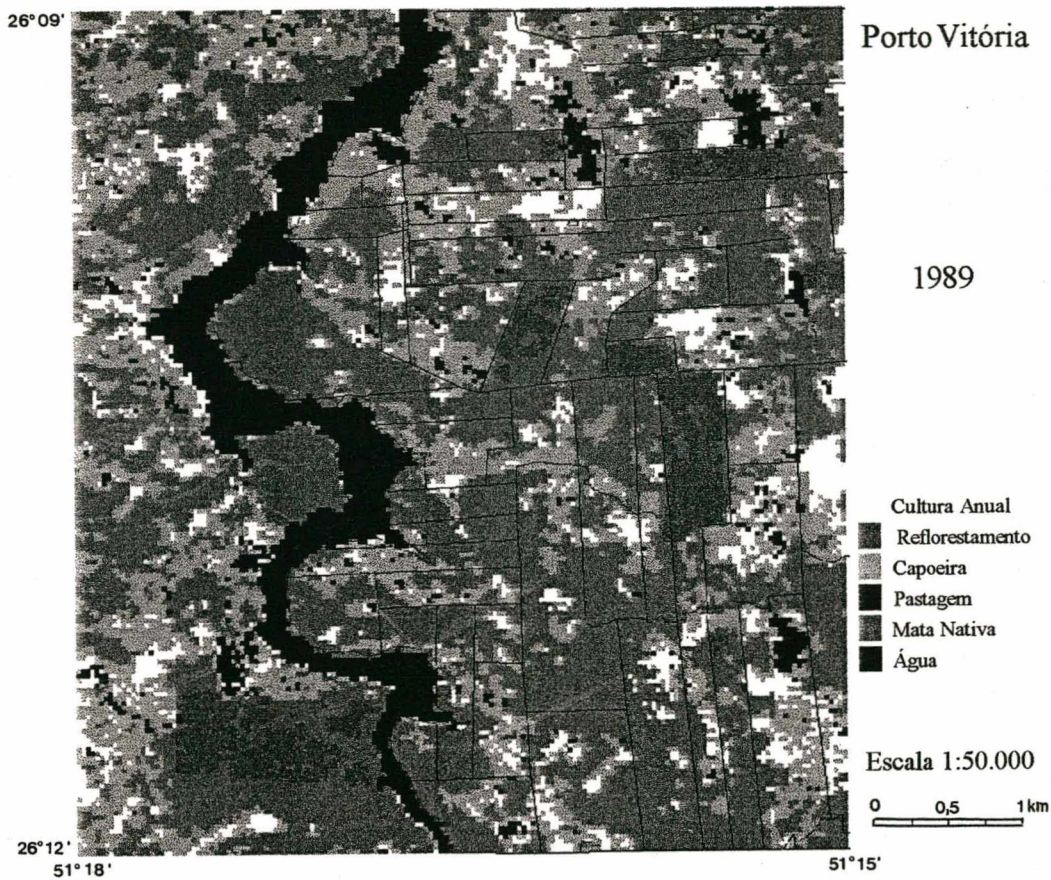 26°09'
Porto Vitória
1989
Cultura Anual
Reflorestamento
Capoeira
Pastagem
Mata Nativa
Água
Escala 1:50.000
0 0,5 1 km
26°12'
51°18'
51°15'